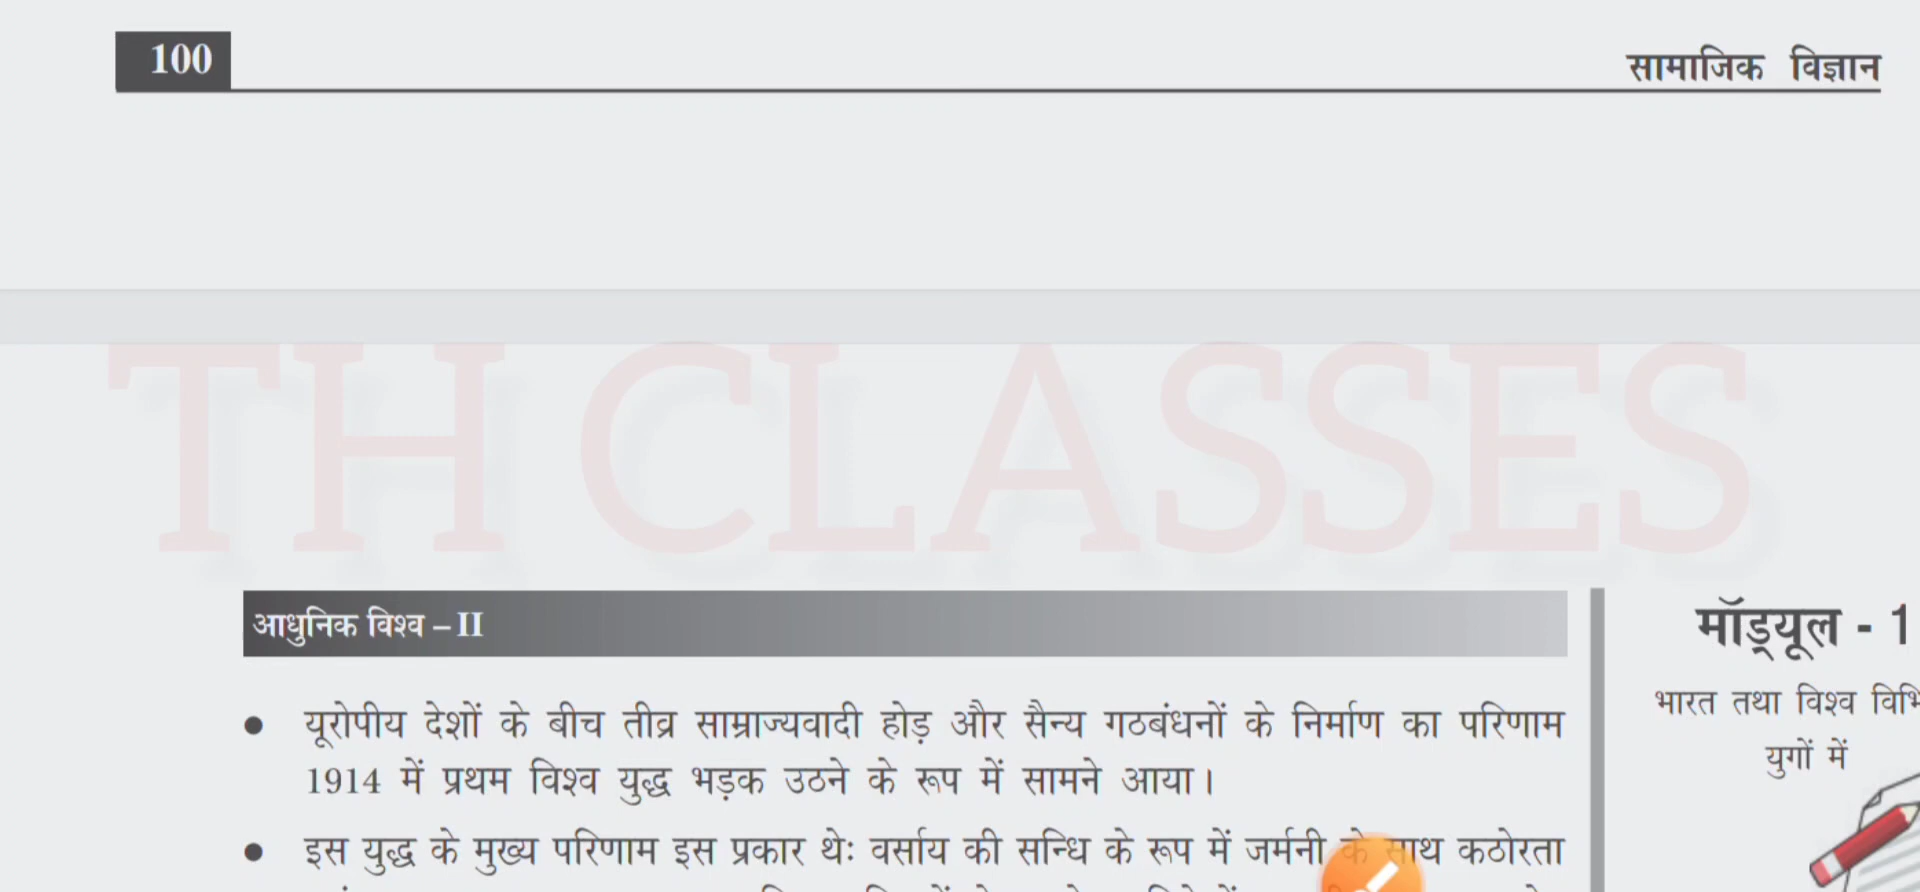 100
सामाजिक विज्ञान
TH CLASSES
आधुनिक विश्व – II
मॉड्यूल - 1
भारत तथा विश्व
युगों में
• यूरोपीय देशों के बीच तीव्र साम्राज्यवादी होड़ और सैन्य गठबंधनों के निर्माण का परिणाम
1914 में प्रथम विश्व युद्ध भड़क उठने के रूप में सामने आया।
• इस युद्ध के मुख्य परिणाम इस प्रकार थेः वर्साय की सन्धि के रूप में जर्मनी के साथ कठोरता